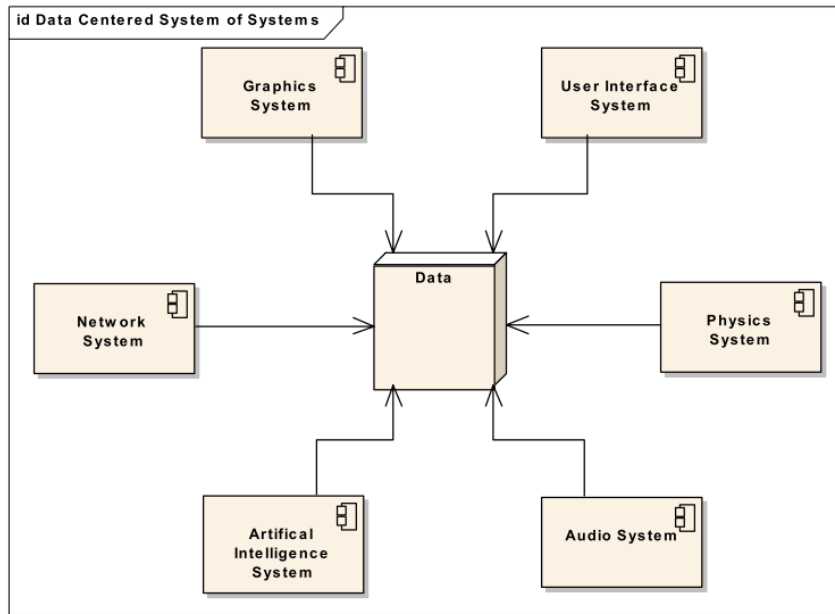 id Data Centered System of Systems
Graphics
System
User Interface
System
Data
Network
System
Physics
System
Artifical
Intelligence
System
Audio System